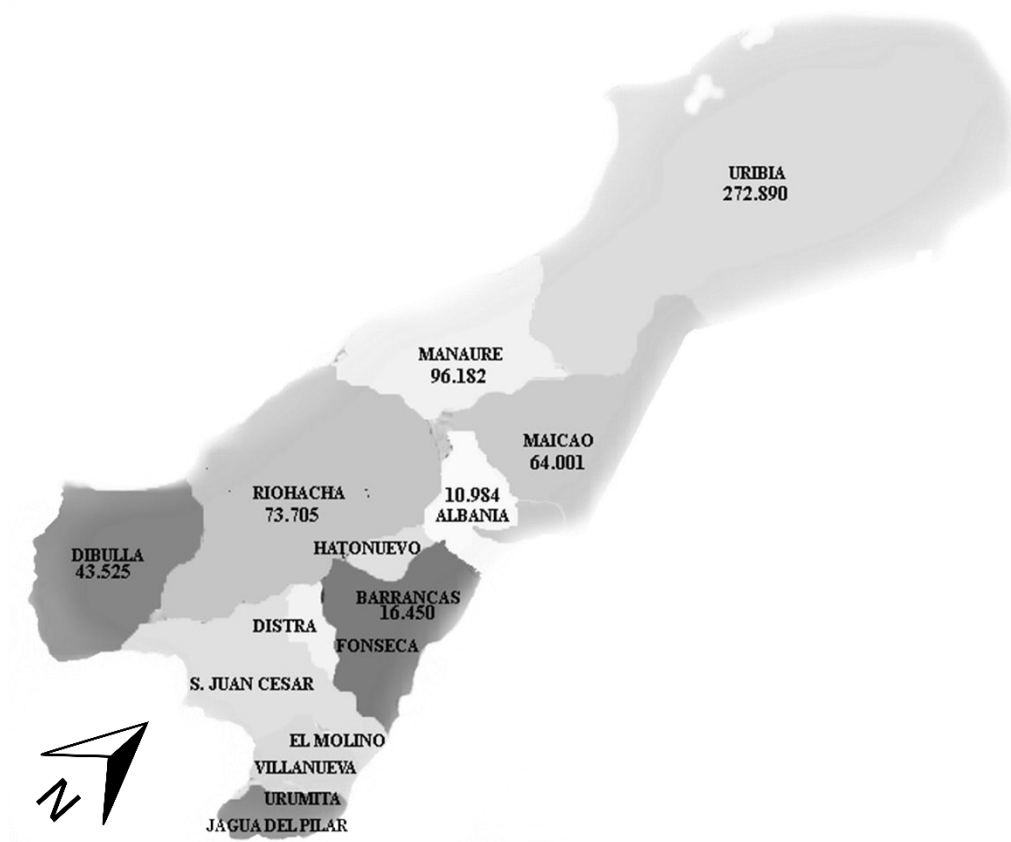 URIBIA
272.890
MANAURE
96.182
MAICAO
64.001
RIOHACHA
73.705
10.984
ALBANIA
DIBULLA
43.525
HATONUEVO
BARRANCAS
16.450
DISTRA
FONSECA
S. JUAN CESAR
EL MOLINO
VILLANUEVA
URUMITA
JAGUA DEL PILAR
N